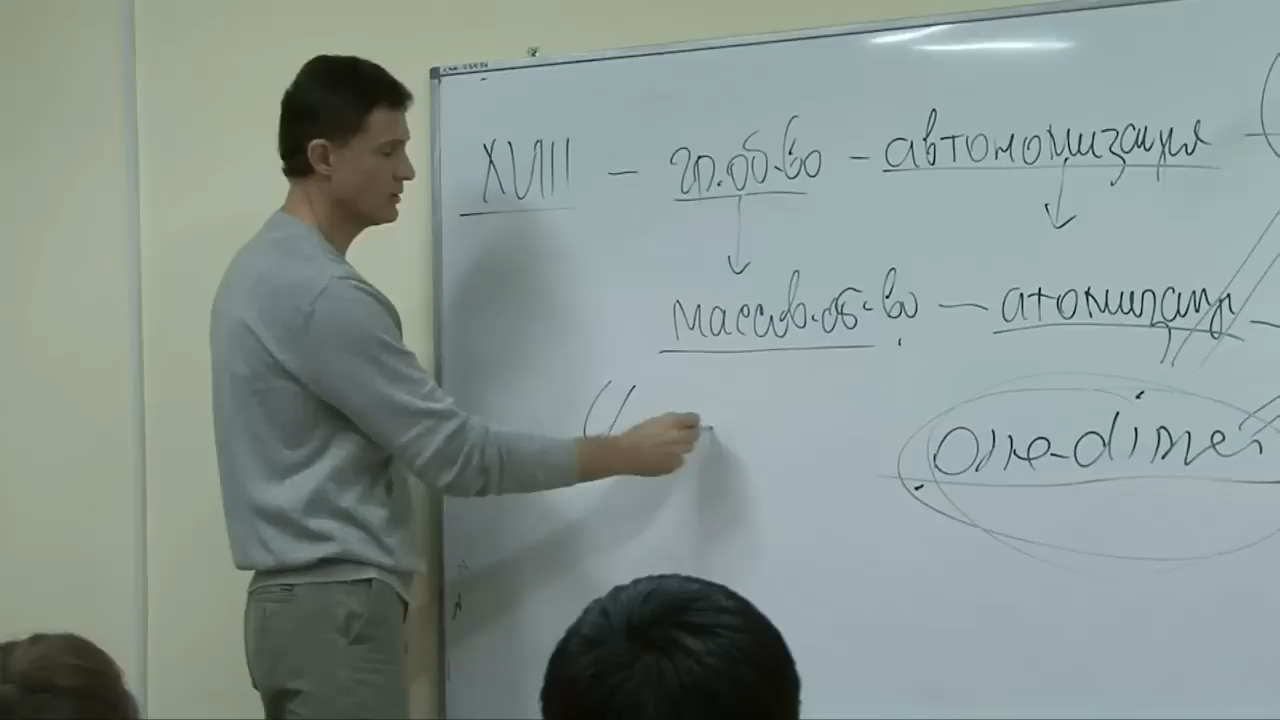 XVIII – гр.об-во – автономизация
массов.об-во – атомизация –
one-dimen